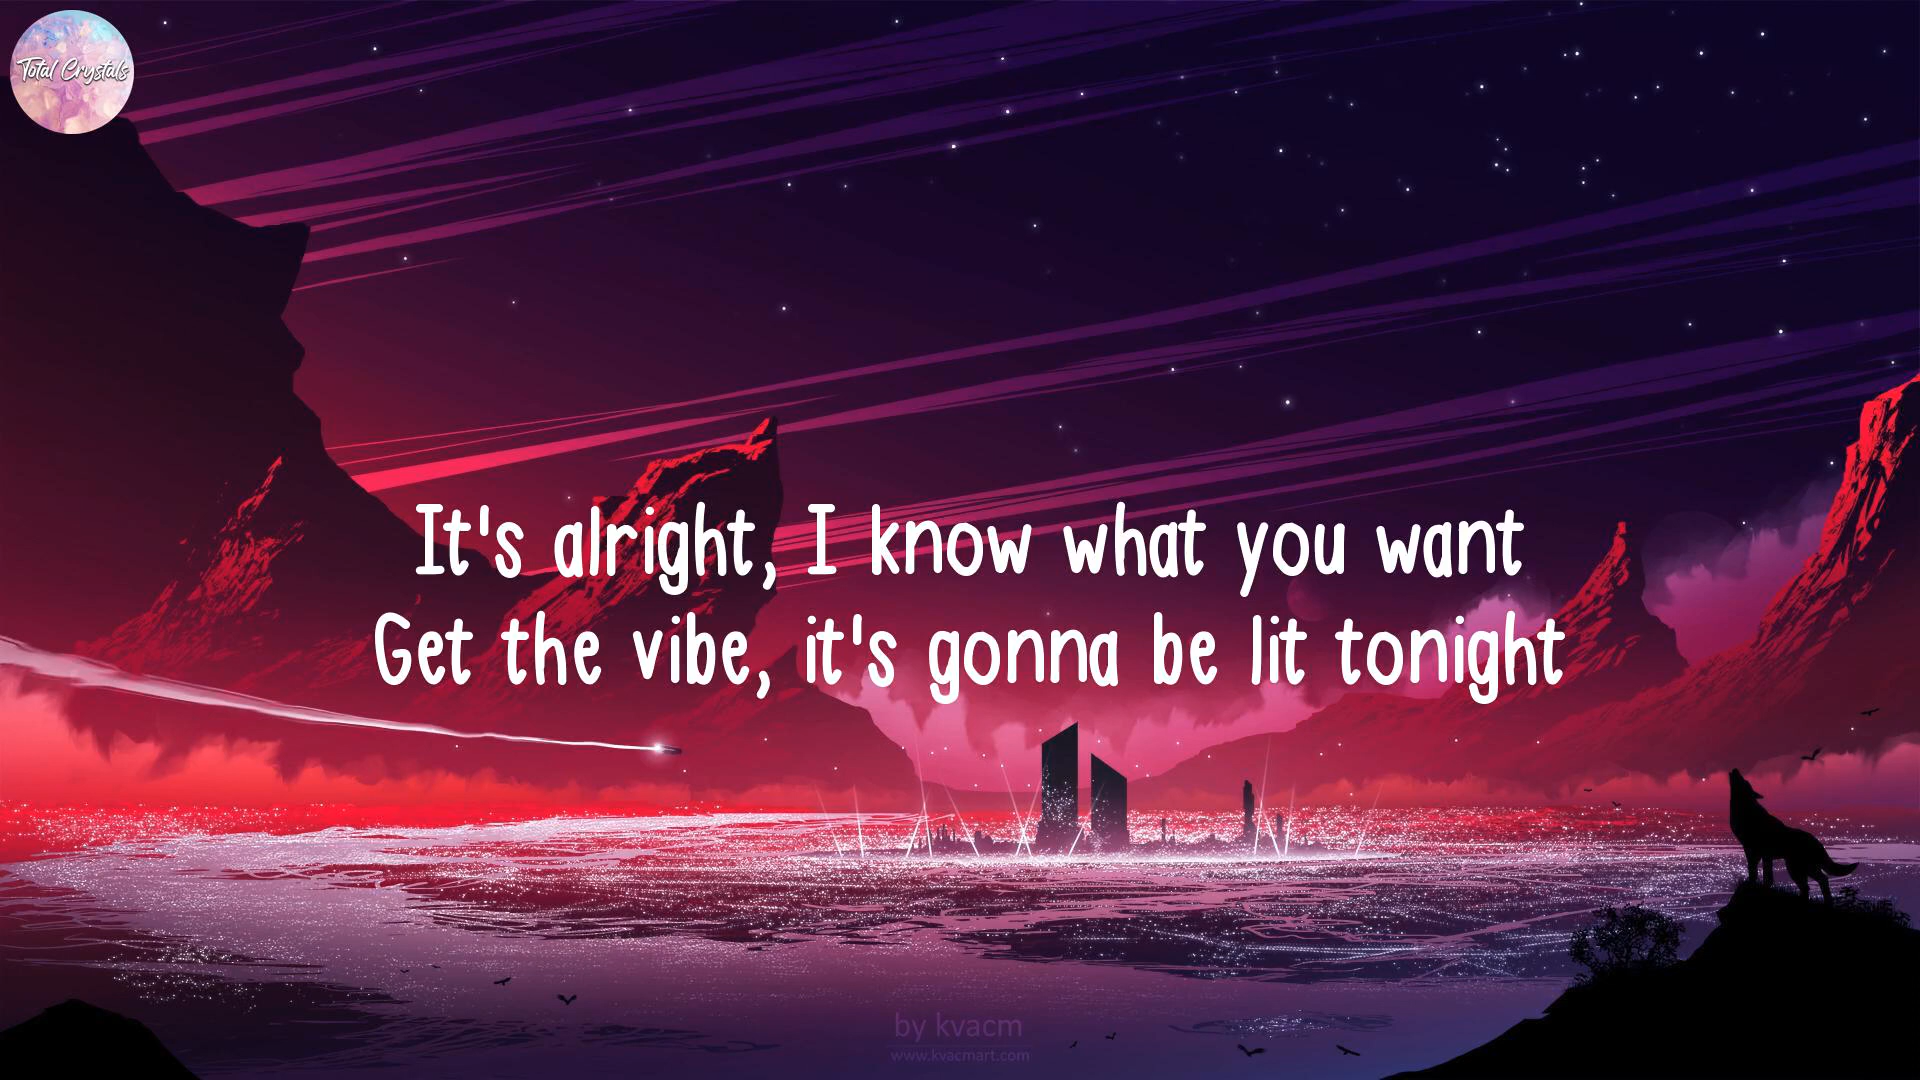 Total Crystals
It's alright, I know what you want
Get the vibe, it's gonna be lit tonight
by kvacm
www.kvacmart.com